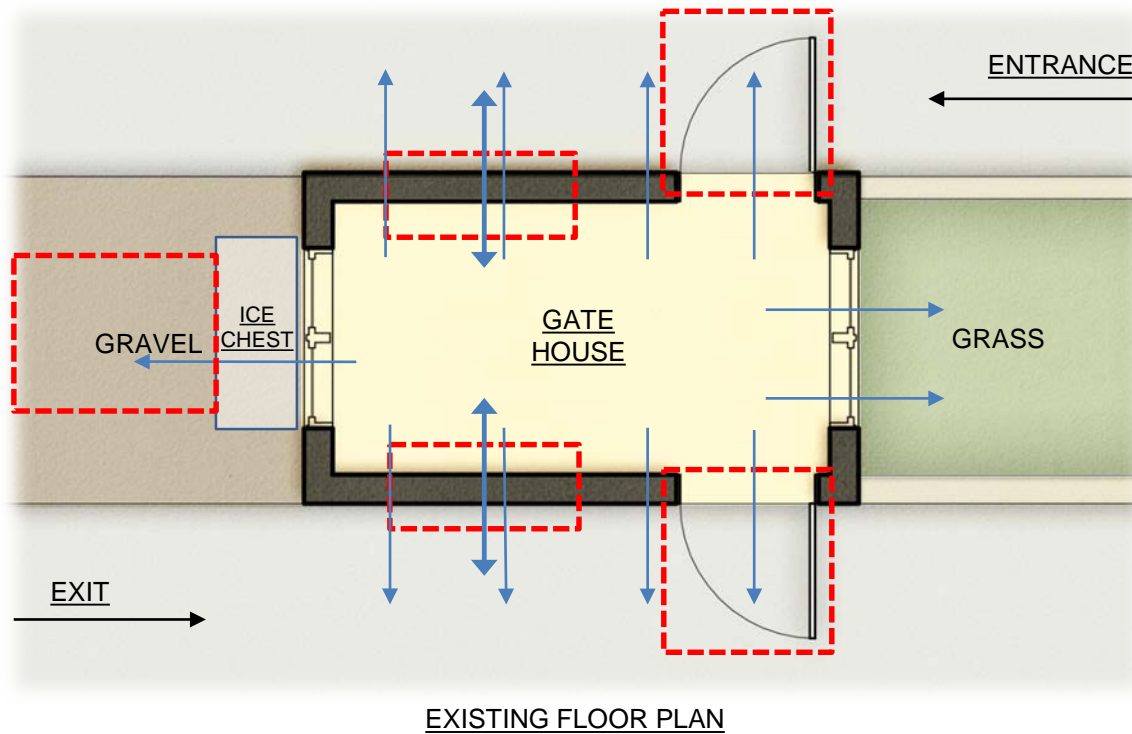 ENTRANCE
ICE
CHEST
GRAVEL
GATE
HOUSE
GRASS
EXIT
EXISTING FLOOR PLAN